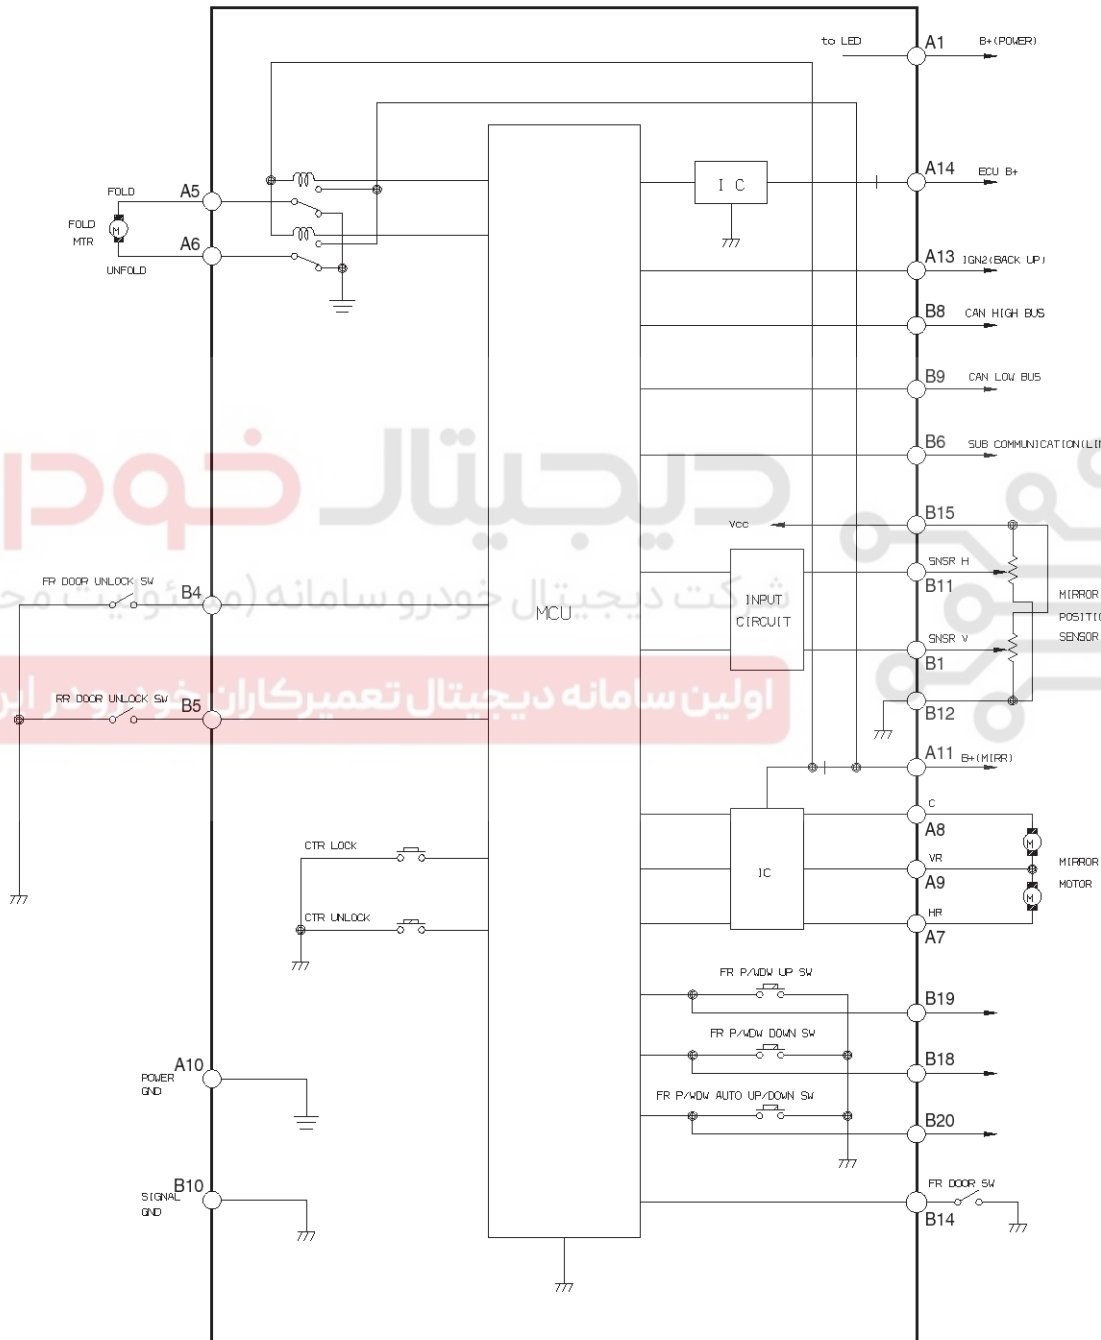 to LED
A1
B+(POWER)
A14
ECU B+
I C
FOLD
A5
FOLD
MTR
M
A6
UNFOLD
A13
IGN2(BACK UP)
B8
CAN HIGH BUS
B9
CAN LOW BUS
B6
SUB COMMUNICATION(LIN
دیجیتال خودرو
B15
Vcc
SNSR H
B11
FR DOOR UNLOCK SW
B4
شرکت دیجیتال خودرو سامانه (مسئولیت مح
MCU
INPUT
CIRCUIT
MIRROR
POSITIO
SENSOR
SNSR V
B1
RR DOOR UNLOCK SW
B5
اولین سامانه دیجیتال تعمیرکاران خودرو در ایر
B12
A11
B+(MIRR)
C
A8
M
CTR LOCK
VR
A9
MIRROR
MOTOR
IC
M
CTR UNLOCK
HR
A7
FR P/WDW UP SW
B19
FR P/WDW DOWN SW
B18
A10
POWER
GND
FR P/WDW AUTO UP/DOWN SW
B20
B10
SIGNAL
GND
FR DOOR SW
B14